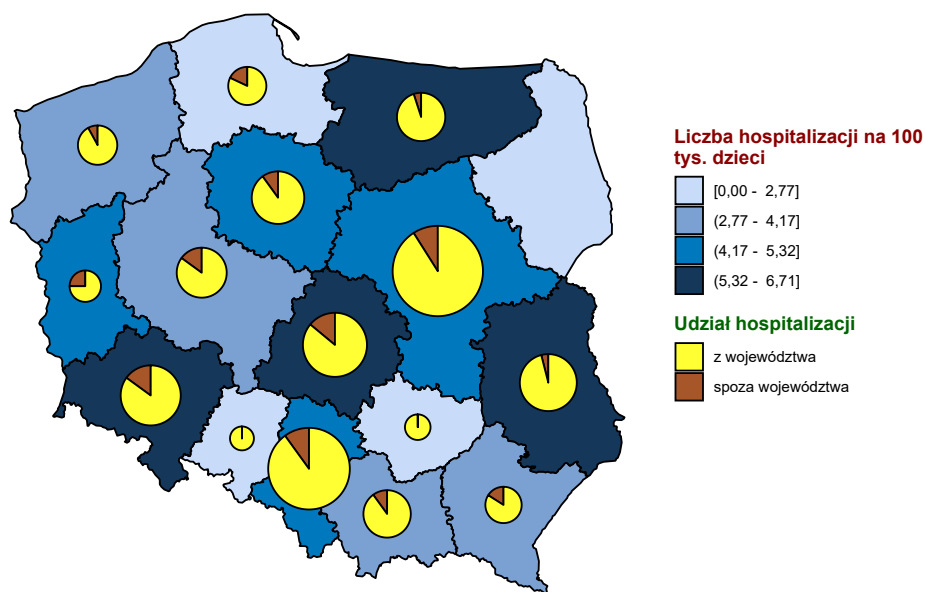 Liczba hospitalizacji na 100
tys. dzieci
[0,00 - 2,77]
(2,77 - 4,17]
(4,17 - 5,32]
(5,32 - 6,71]
Udział hospitalizacji
z województwa
spoza województwa